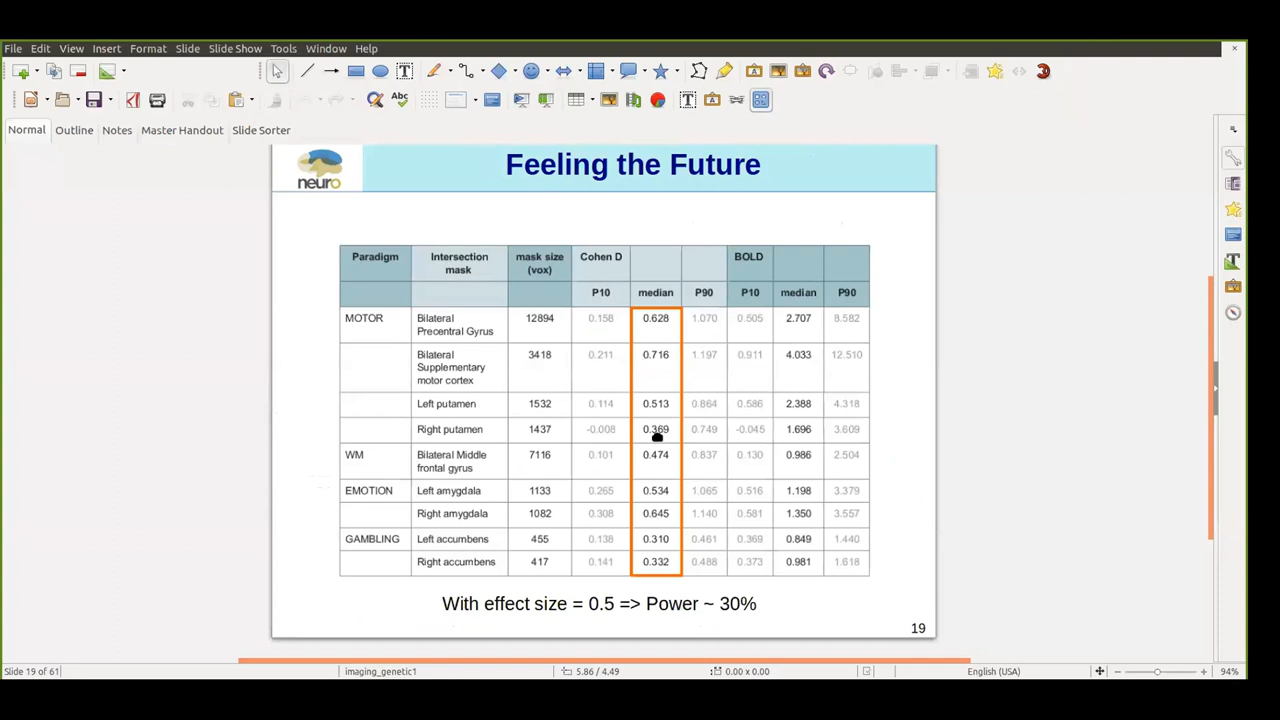 File Edit View Insert Format Slide Slide Show Tools Window Help
Normal Outline Notes Master Handout Slide Sorter
neuro
Feeling the Future
Paradigm Intersection mask mask size (vox) Cohen D BOLD
P10 median P90 P10 median P90
MOTOR Bilateral Precentral Gyrus 12894 0.158 0.628 1.070 0.505 2.707 8.582
Bilateral Supplementary motor cortex 3418 0.211 0.716 1.197 0.911 4.033 12.510
Left putamen 1532 0.114 0.513 0.864 0.586 2.388 4.318
Right putamen 1437 -0.008 0.369 0.749 -0.045 1.696 3.609
WM Bilateral Middle frontal gyrus 7116 0.101 0.474 0.837 0.130 0.986 2.504
EMOTION Left amygdala 1133 0.265 0.534 1.065 0.516 1.198 3.379
Right amygdala 1082 0.308 0.645 1.140 0.581 1.350 3.557
GAMBLING Left accumbens 455 0.138 0.310 0.461 0.369 0.849 1.440
Right accumbens 417 0.141 0.332 0.488 0.373 0.981 1.618
With effect size = 0.5 => Power ~ 30%
19
Slide 19 of 61 imaging_genetic1 5.86 / 4.49 0.00 x 0.00 English (USA) 94%